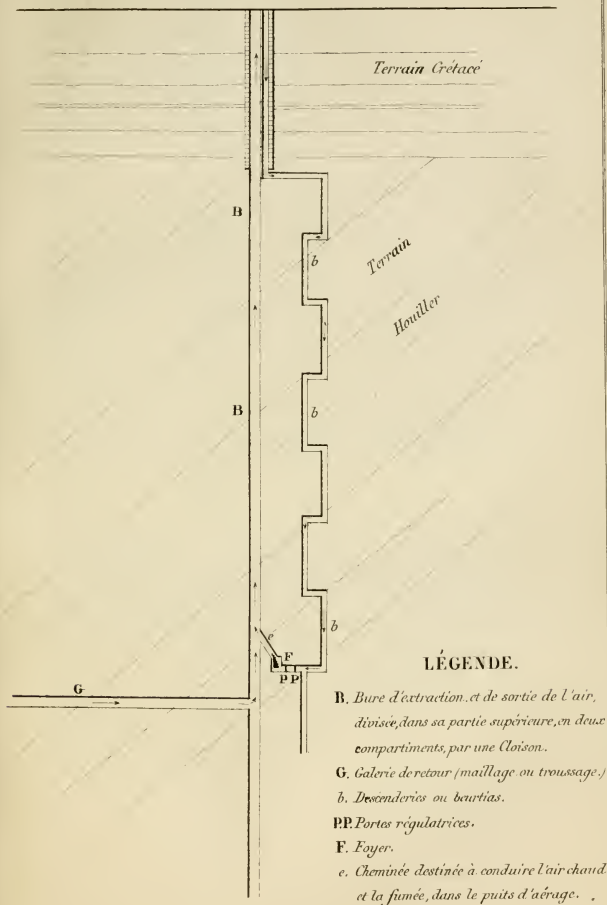 Terrain Crétacé
B
b
Terrain
Houiller
B
b
b
e
F
P P
G
LÉGENDE.
B. Bure d'extraction et de sortie de l'air,
divisée, dans sa partie supérieure, en deux
compartiments, par une Cloison.
G. Galerie de retour (maillage ou troussage.)
b. Descenderies ou beurtias.
P.P. Portes régulatrices.
F. Foyer.
e. Cheminée destinée à conduire l'air chaud
et la fumée, dans le puits d'aérage.